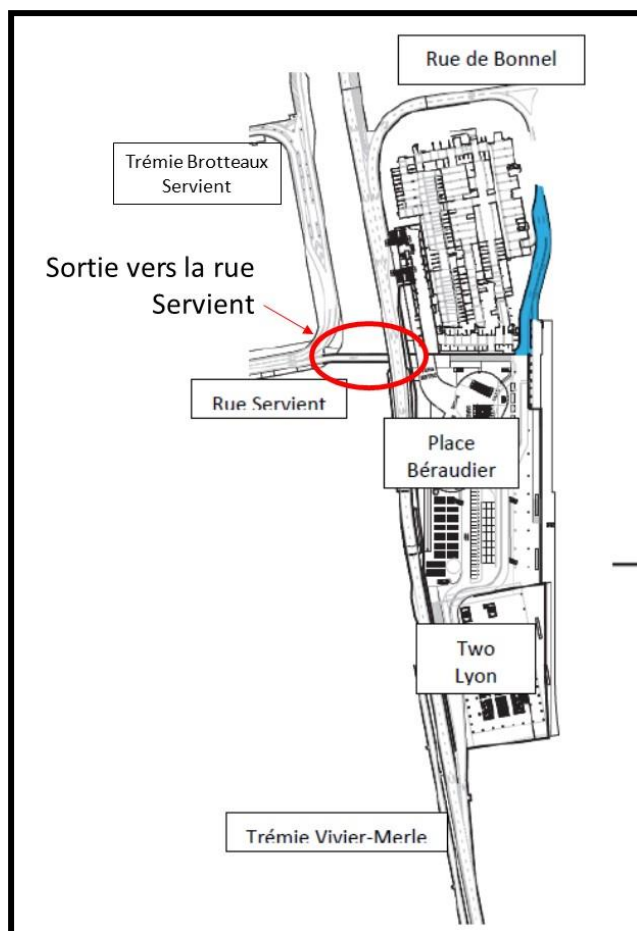 Rue de Bonnel
Trémie Brotteaux
Servient
Sortie vers la rue
Servient
Rue Servient
Place
Béraudier
Two
Lyon
Trémie Vivier-Merle